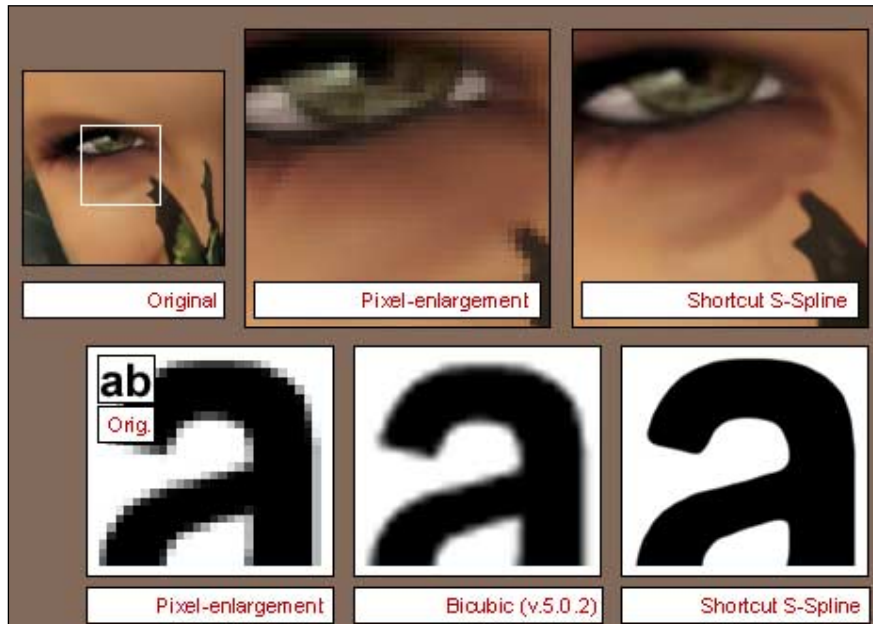 Original
Pixel-enlargement
Shortcut S-Spline
ab
Orig.
a
a
a
Pixel-enlargement
Bicubic (v.5.0.2)
Shortcut S-Spline